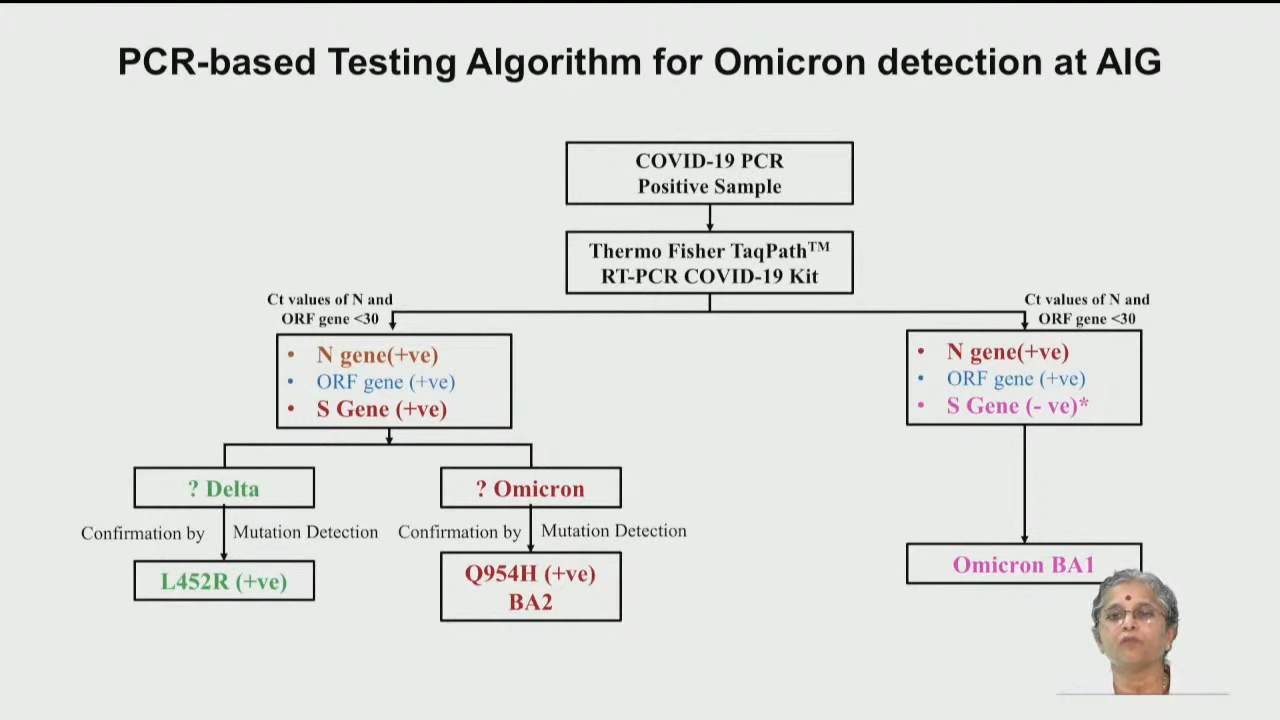 PCR-based Testing Algorithm for Omicron detection at AIG
COVID-19 PCR
Positive Sample
Thermo Fisher TaqPath™
RT-PCR COVID-19 Kit
Ct values of N and
ORF gene <30
Ct values of N and
ORF gene <30
• N gene(+ve)
• ORF gene (+ve)
• S Gene (+ve)
• N gene(+ve)
• ORF gene (+ve)
• S Gene (- ve)*
? Delta
? Omicron
Confirmation by Mutation Detection
Confirmation by Mutation Detection
L452R (+ve)
Q954H (+ve)
BA2
Omicron BA1